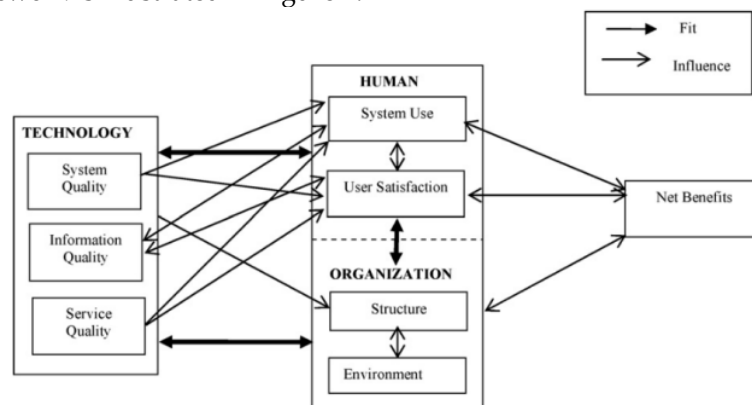 Fit
Influence
HUMAN
System Use
TECHNOLOGY
System
Quality
User Satisfaction
Net Benefits
Information
Quality
ORGANIZATION
Service
Quality
Structure
Environment